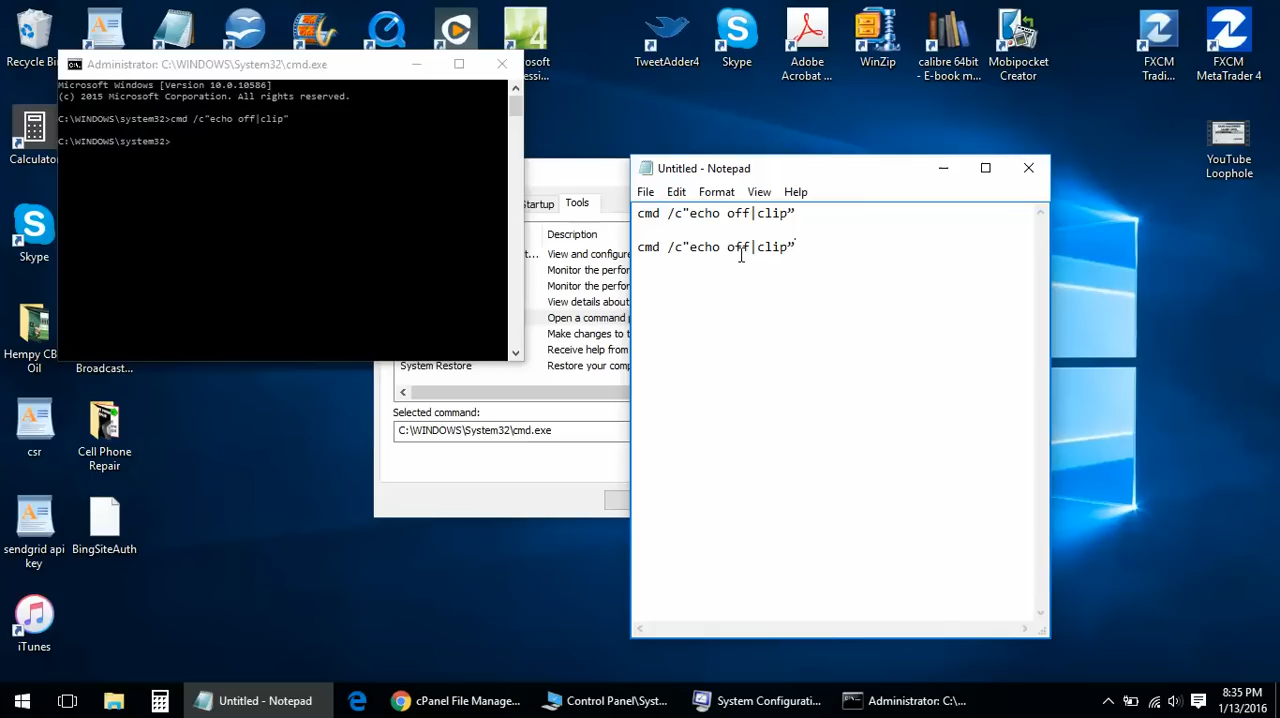 Recycle Bin
Microsoft
Expressi...
TweetAdder4
Skype
Adobe
Acrobat ...
WinZip
calibre 64bit
- E-book m...
Mobipocket
Creator
FXCM
Tradi...
FXCM
MetaTrader 4
Administrator: C:\WINDOWS\System32\cmd.exe
Microsoft Windows [Version 10.0.10586]
(c) 2015 Microsoft Corporation. All rights reserved.
C:\WINDOWS\system32>cmd /c"echo off|clip"
C:\WINDOWS\system32>
Calculator
YouTube
Loophole
Untitled - Notepad
File Edit Format View Help
cmd /c"echo off|clip”
cmd /c"echo off|clip”
Startup Tools
Description
View and configure
Monitor the perfor
Monitor the perfor
View details about
Open a command p
Make changes to t
Receive help from
System Restore Restore your comp
Selected command:
C:\WINDOWS\System32\cmd.exe
Skype
Hempy CB
Oil
Broadcast...
csr
Cell Phone
Repair
sendgrid api
key
BingSiteAuth
iTunes
Untitled - Notepad
cPanel File Manage...
Control Panel\Syst...
System Configurati...
Administrator: C:\...
8:35 PM
1/13/2016